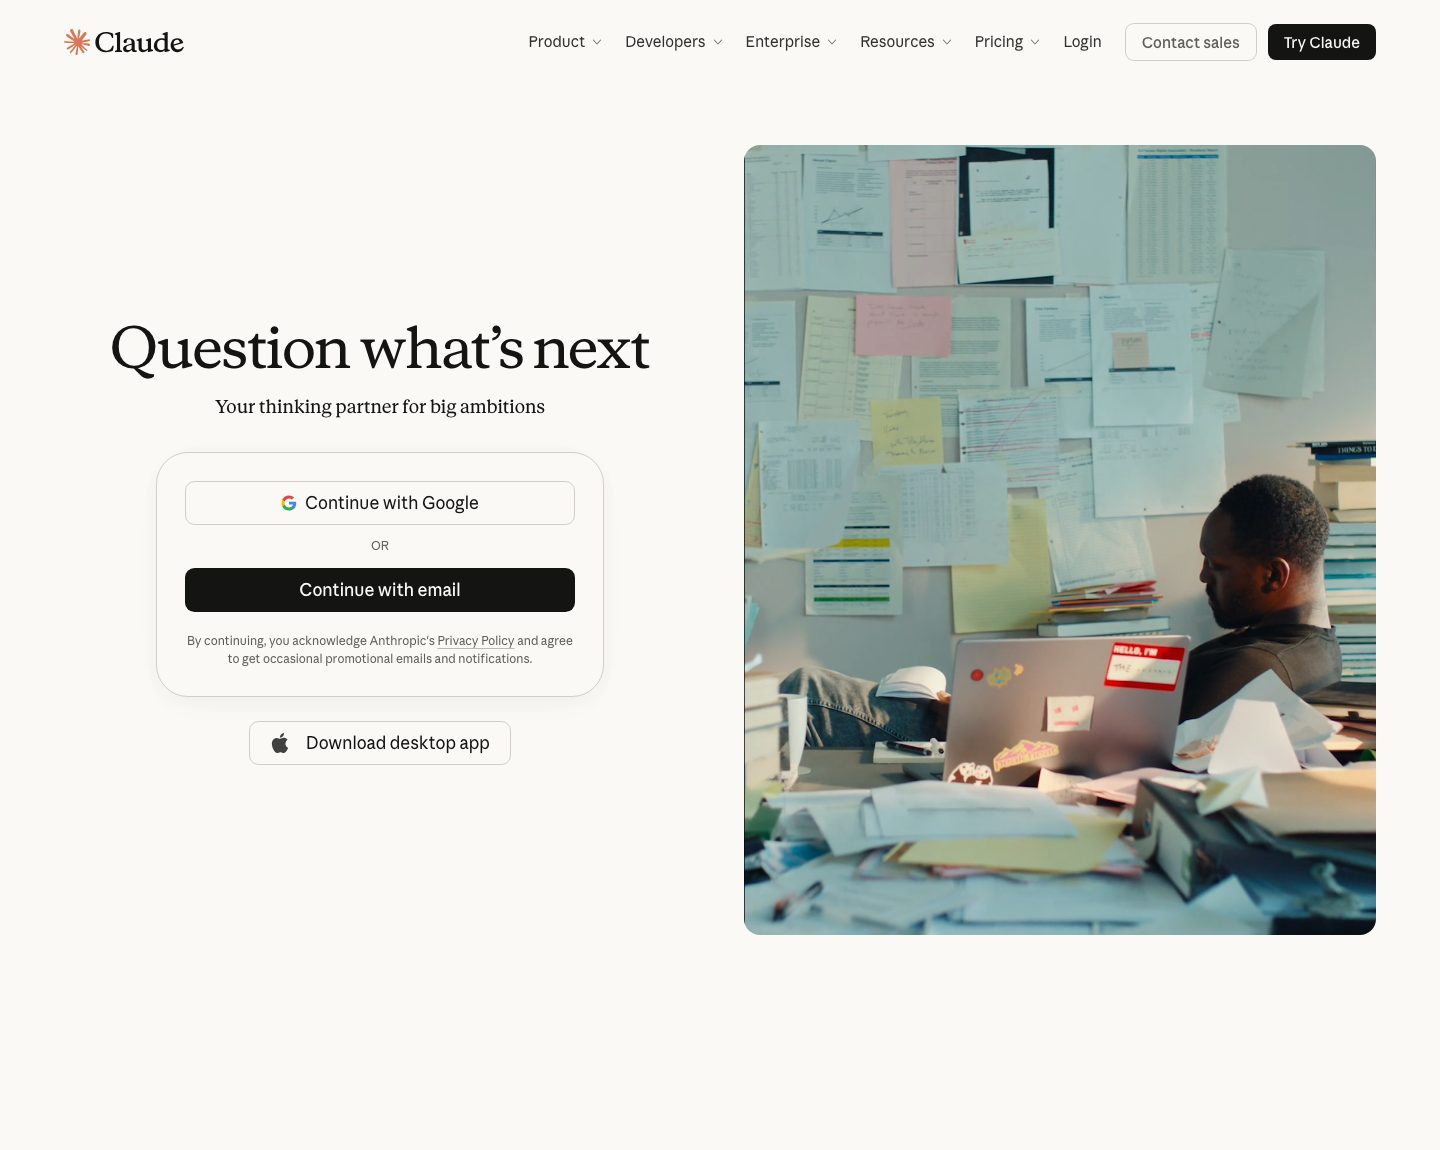 Claude
Product
Developers
Enterprise
Resources
Pricing
Login
Contact sales
Try Claude
Question what’s next
Your thinking partner for big ambitions
Continue with Google
OR
Continue with email
By continuing, you acknowledge Anthropic’s Privacy Policy and agree
to get occasional promotional emails and notifications.
Download desktop app
HELLO, I'M